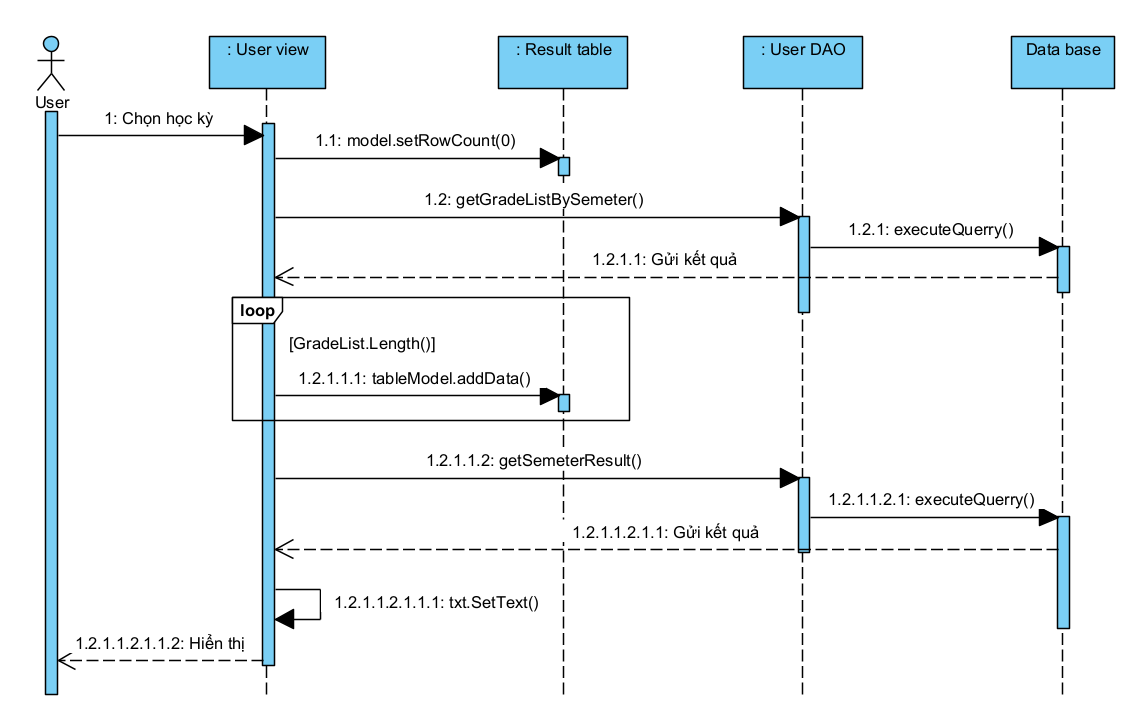 : User view
: Result table
: User DAO
Data base
User
1: Chọn học kỳ
1.1: model.setRowCount(0)
1.2: getGradeListBySemeter()
1.2.1: executeQuerry()
1.2.1.1: Gửi kết quả
loop
[GradeList.Length()]
1.2.1.1.1: tableModel.addData()
1.2.1.1.2: getSemeterResult()
1.2.1.1.2.1: executeQuerry()
1.2.1.1.2.1.1: Gửi kết quả
1.2.1.1.2.1.1.1: txt.SetText()
1.2.1.1.2.1.1.2: Hiển thị